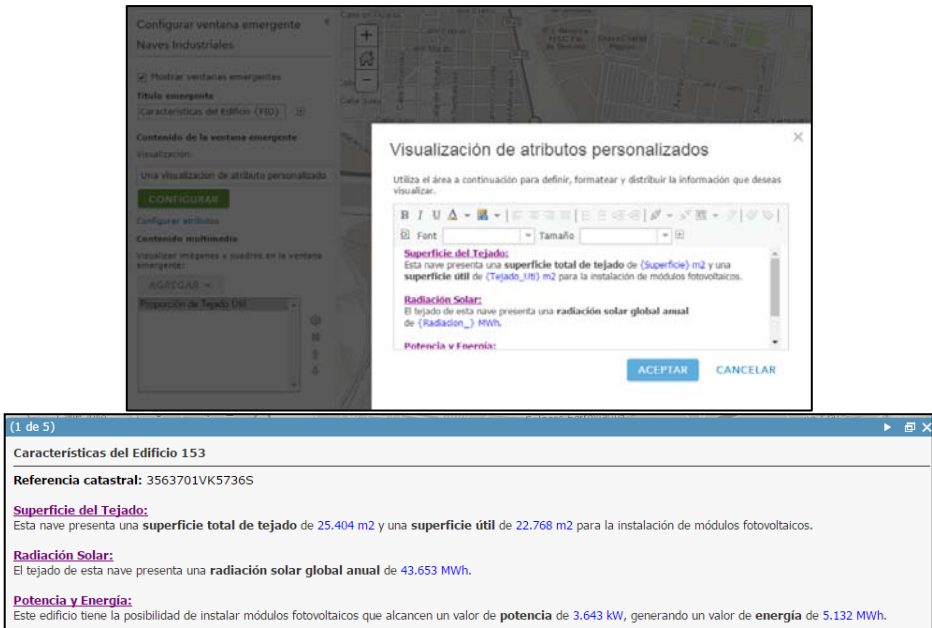 Configurar ventana emergente
Naves Industriales
Mostrar ventanas emergentes
Título emergente
Características del Edificio {FID}
Contenido de la ventana emergente
Visualización:
Una visualización de atributo personalizado
CONFIGURAR
Configurar atributos
Contenido multimedia
Visualizar imágenes y cuadros en la ventana
emergente:
AGREGAR
Proporción de Tejado Útil
Visualización de atributos personalizados
Utiliza el área a continuación para definir, formatear y distribuir la información que deseas
visualizar.
B I U A
Font Tamaño
Superficie del Tejado:
Esta nave presenta una superficie total de tejado de {Superficie} m2 y una
superficie útil de {Tejado_Uti} m2 para la instalación de módulos fotovoltaicos.
Radiación Solar:
El tejado de esta nave presenta una radiación solar global anual
de {Radiacion_} MWh.
Potencia y Energía:
ACEPTAR CANCELAR
(1 de 5)
Características del Edificio 153
Referencia catastral: 3563701VK5736S
Superficie del Tejado:
Esta nave presenta una superficie total de tejado de 25.404 m2 y una superficie útil de 22.768 m2 para la instalación de módulos fotovoltaicos.
Radiación Solar:
El tejado de esta nave presenta una radiación solar global anual de 43.653 MWh.
Potencia y Energía:
Este edificio tiene la posibilidad de instalar módulos fotovoltaicos que alcancen un valor de potencia de 3.643 kW, generando un valor de energía de 5.132 MWh.